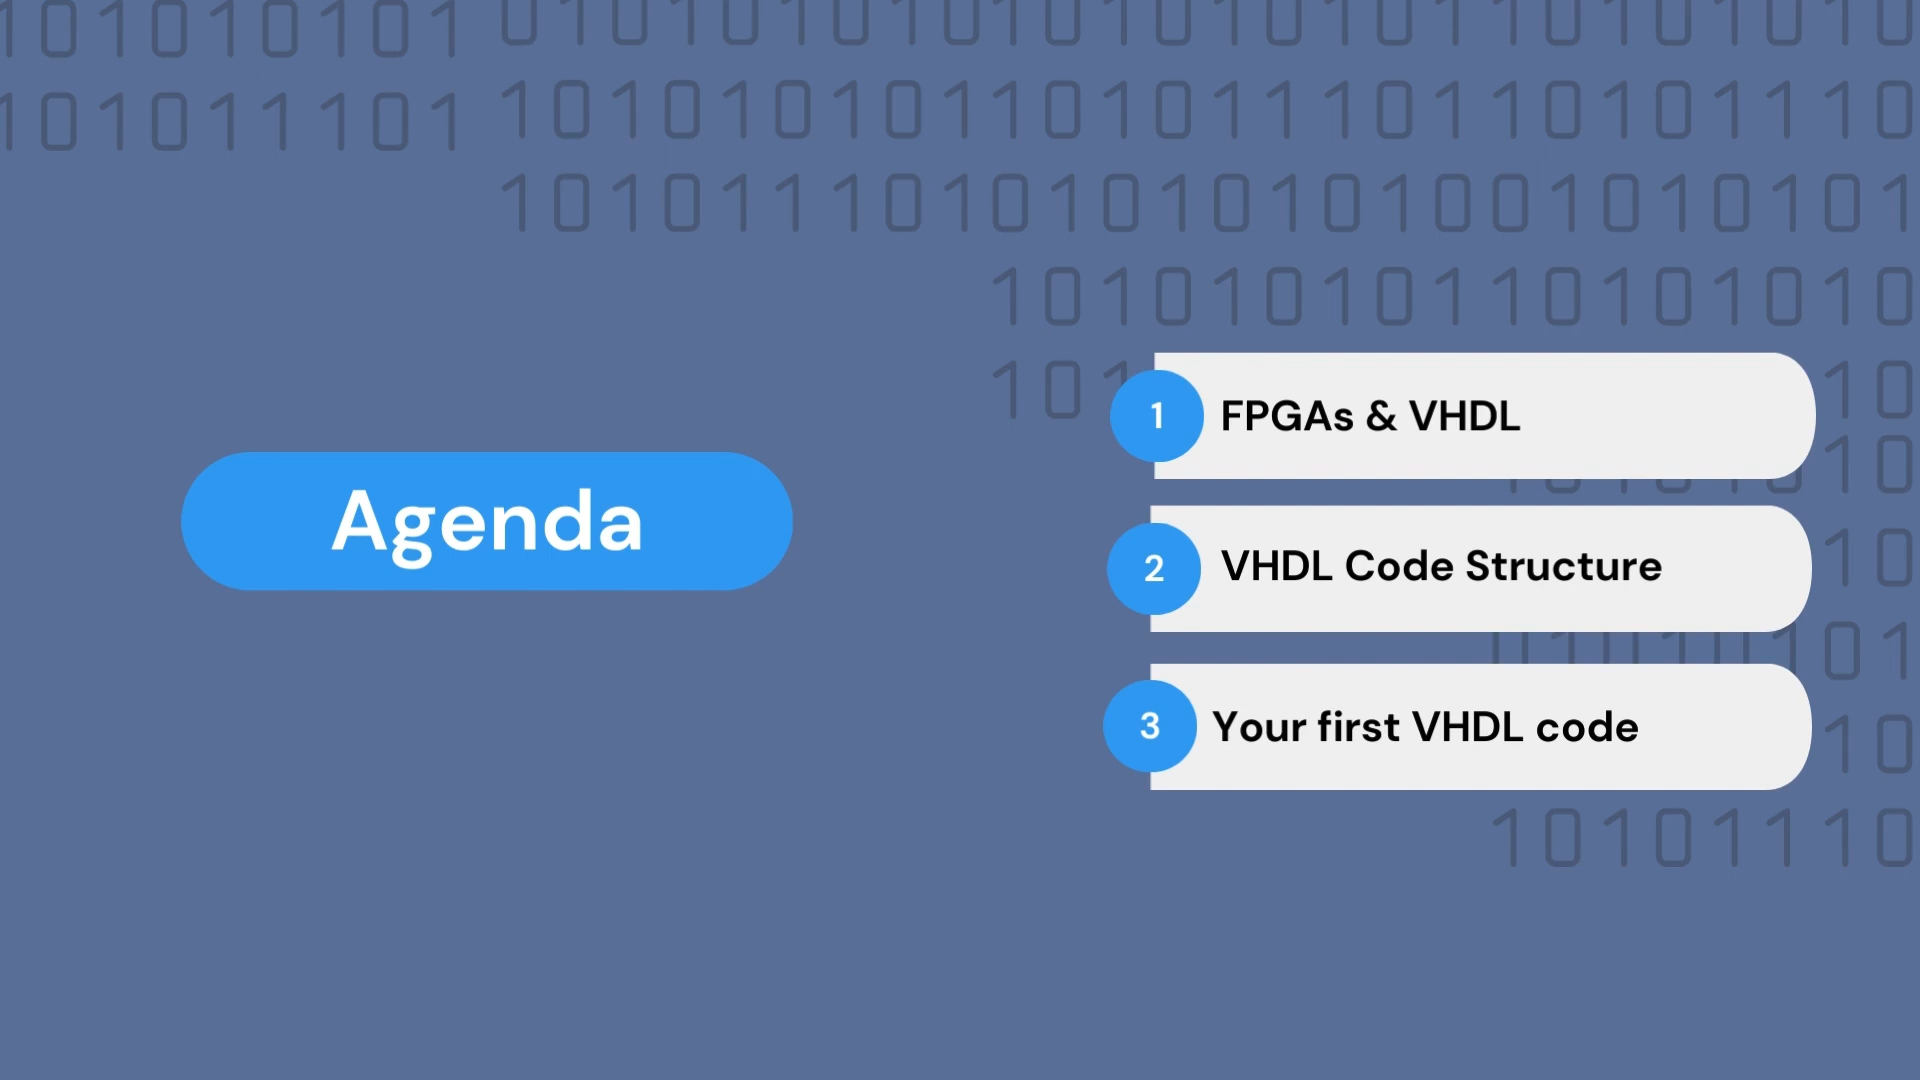 Agenda
1 FPGAs & VHDL
2 VHDL Code Structure
3 Your first VHDL code